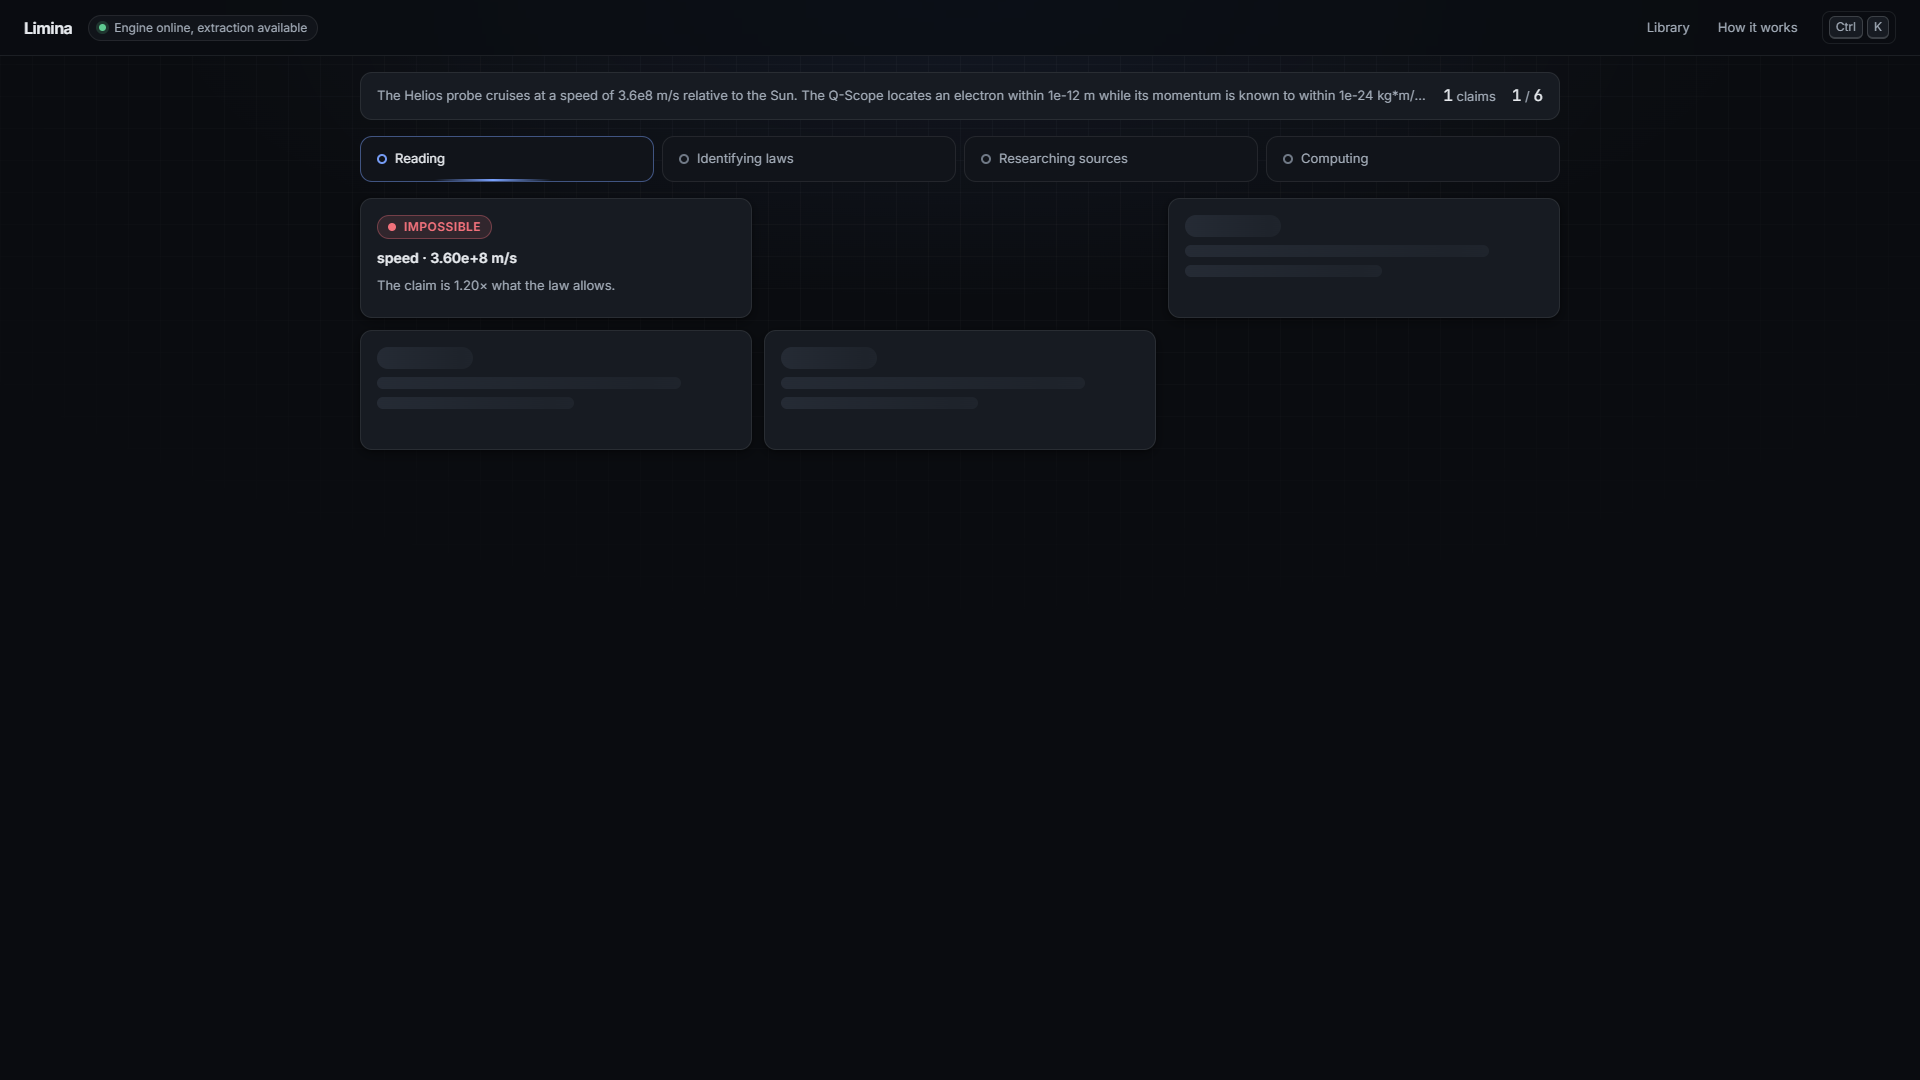 Limina
Engine online, extraction available
Library
How it works
Ctrl K
The Helios probe cruises at a speed of 3.6e8 m/s relative to the Sun. The Q-Scope locates an electron within 1e-12 m while its momentum is known to within 1e-24 kg*m/...
1 claims
1 / 6
Reading
Identifying laws
Researching sources
Computing
IMPOSSIBLE
speed · 3.60e+8 m/s
The claim is 1.20× what the law allows.